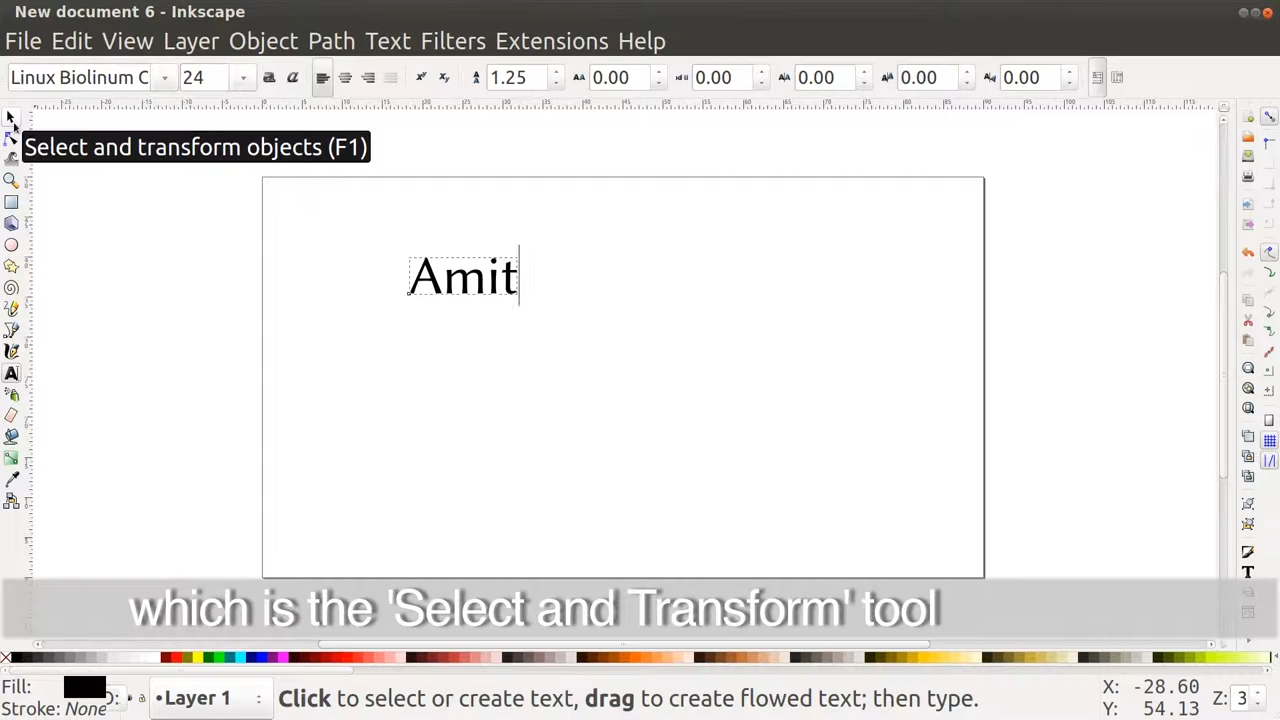 New document 6 - Inkscape
File Edit View Layer Object Path Text Filters Extensions Help
Linux Biolinum C 24 1.25 0.00 0.00 0.00 0.00 0.00
Select and transform objects (F1)
Amit
which is the 'Select and Transform' tool
Fill:
Stroke: None
•Layer 1
Click to select or create text, drag to create flowed text; then type.
X: -28.60
Y: 54.13
Z: 3